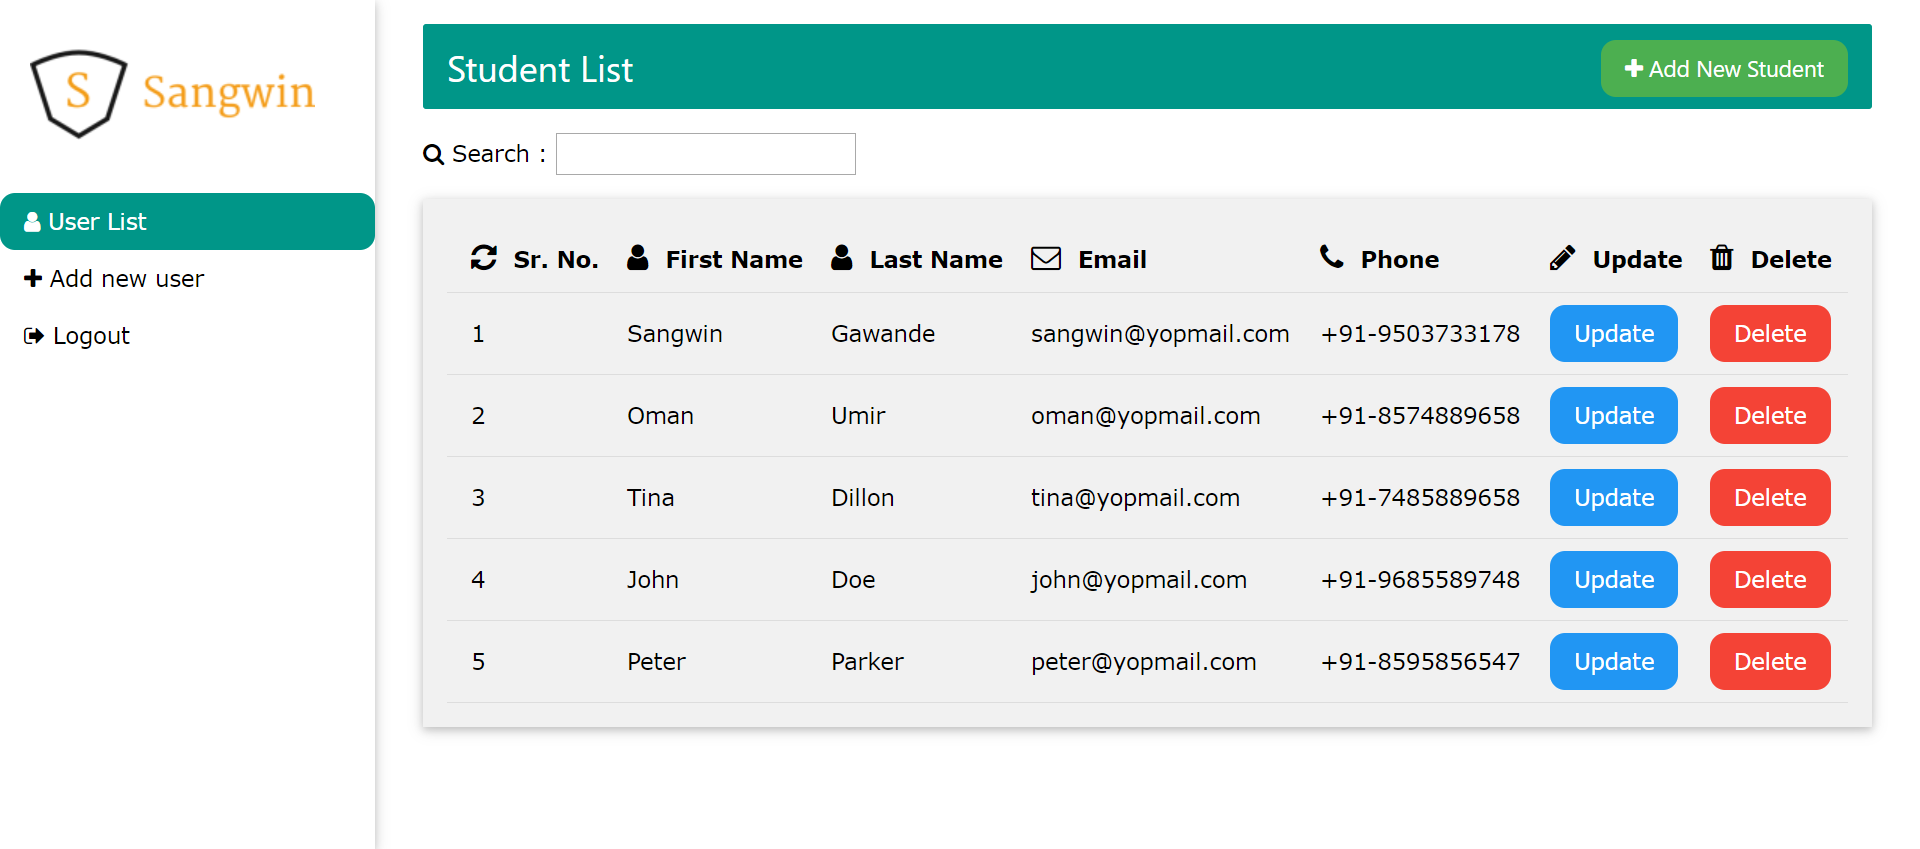 S Sangwin
User List
Add new user
Logout
Student List
Add New Student
Search :
Sr. No. First Name Last Name Email Phone Update Delete
1 Sangwin Gawande sangwin@yopmail.com +91-9503733178 Update Delete
2 Oman Umir oman@yopmail.com +91-8574889658 Update Delete
3 Tina Dillon tina@yopmail.com +91-7485889658 Update Delete
4 John Doe john@yopmail.com +91-9685589748 Update Delete
5 Peter Parker peter@yopmail.com +91-8595856547 Update Delete